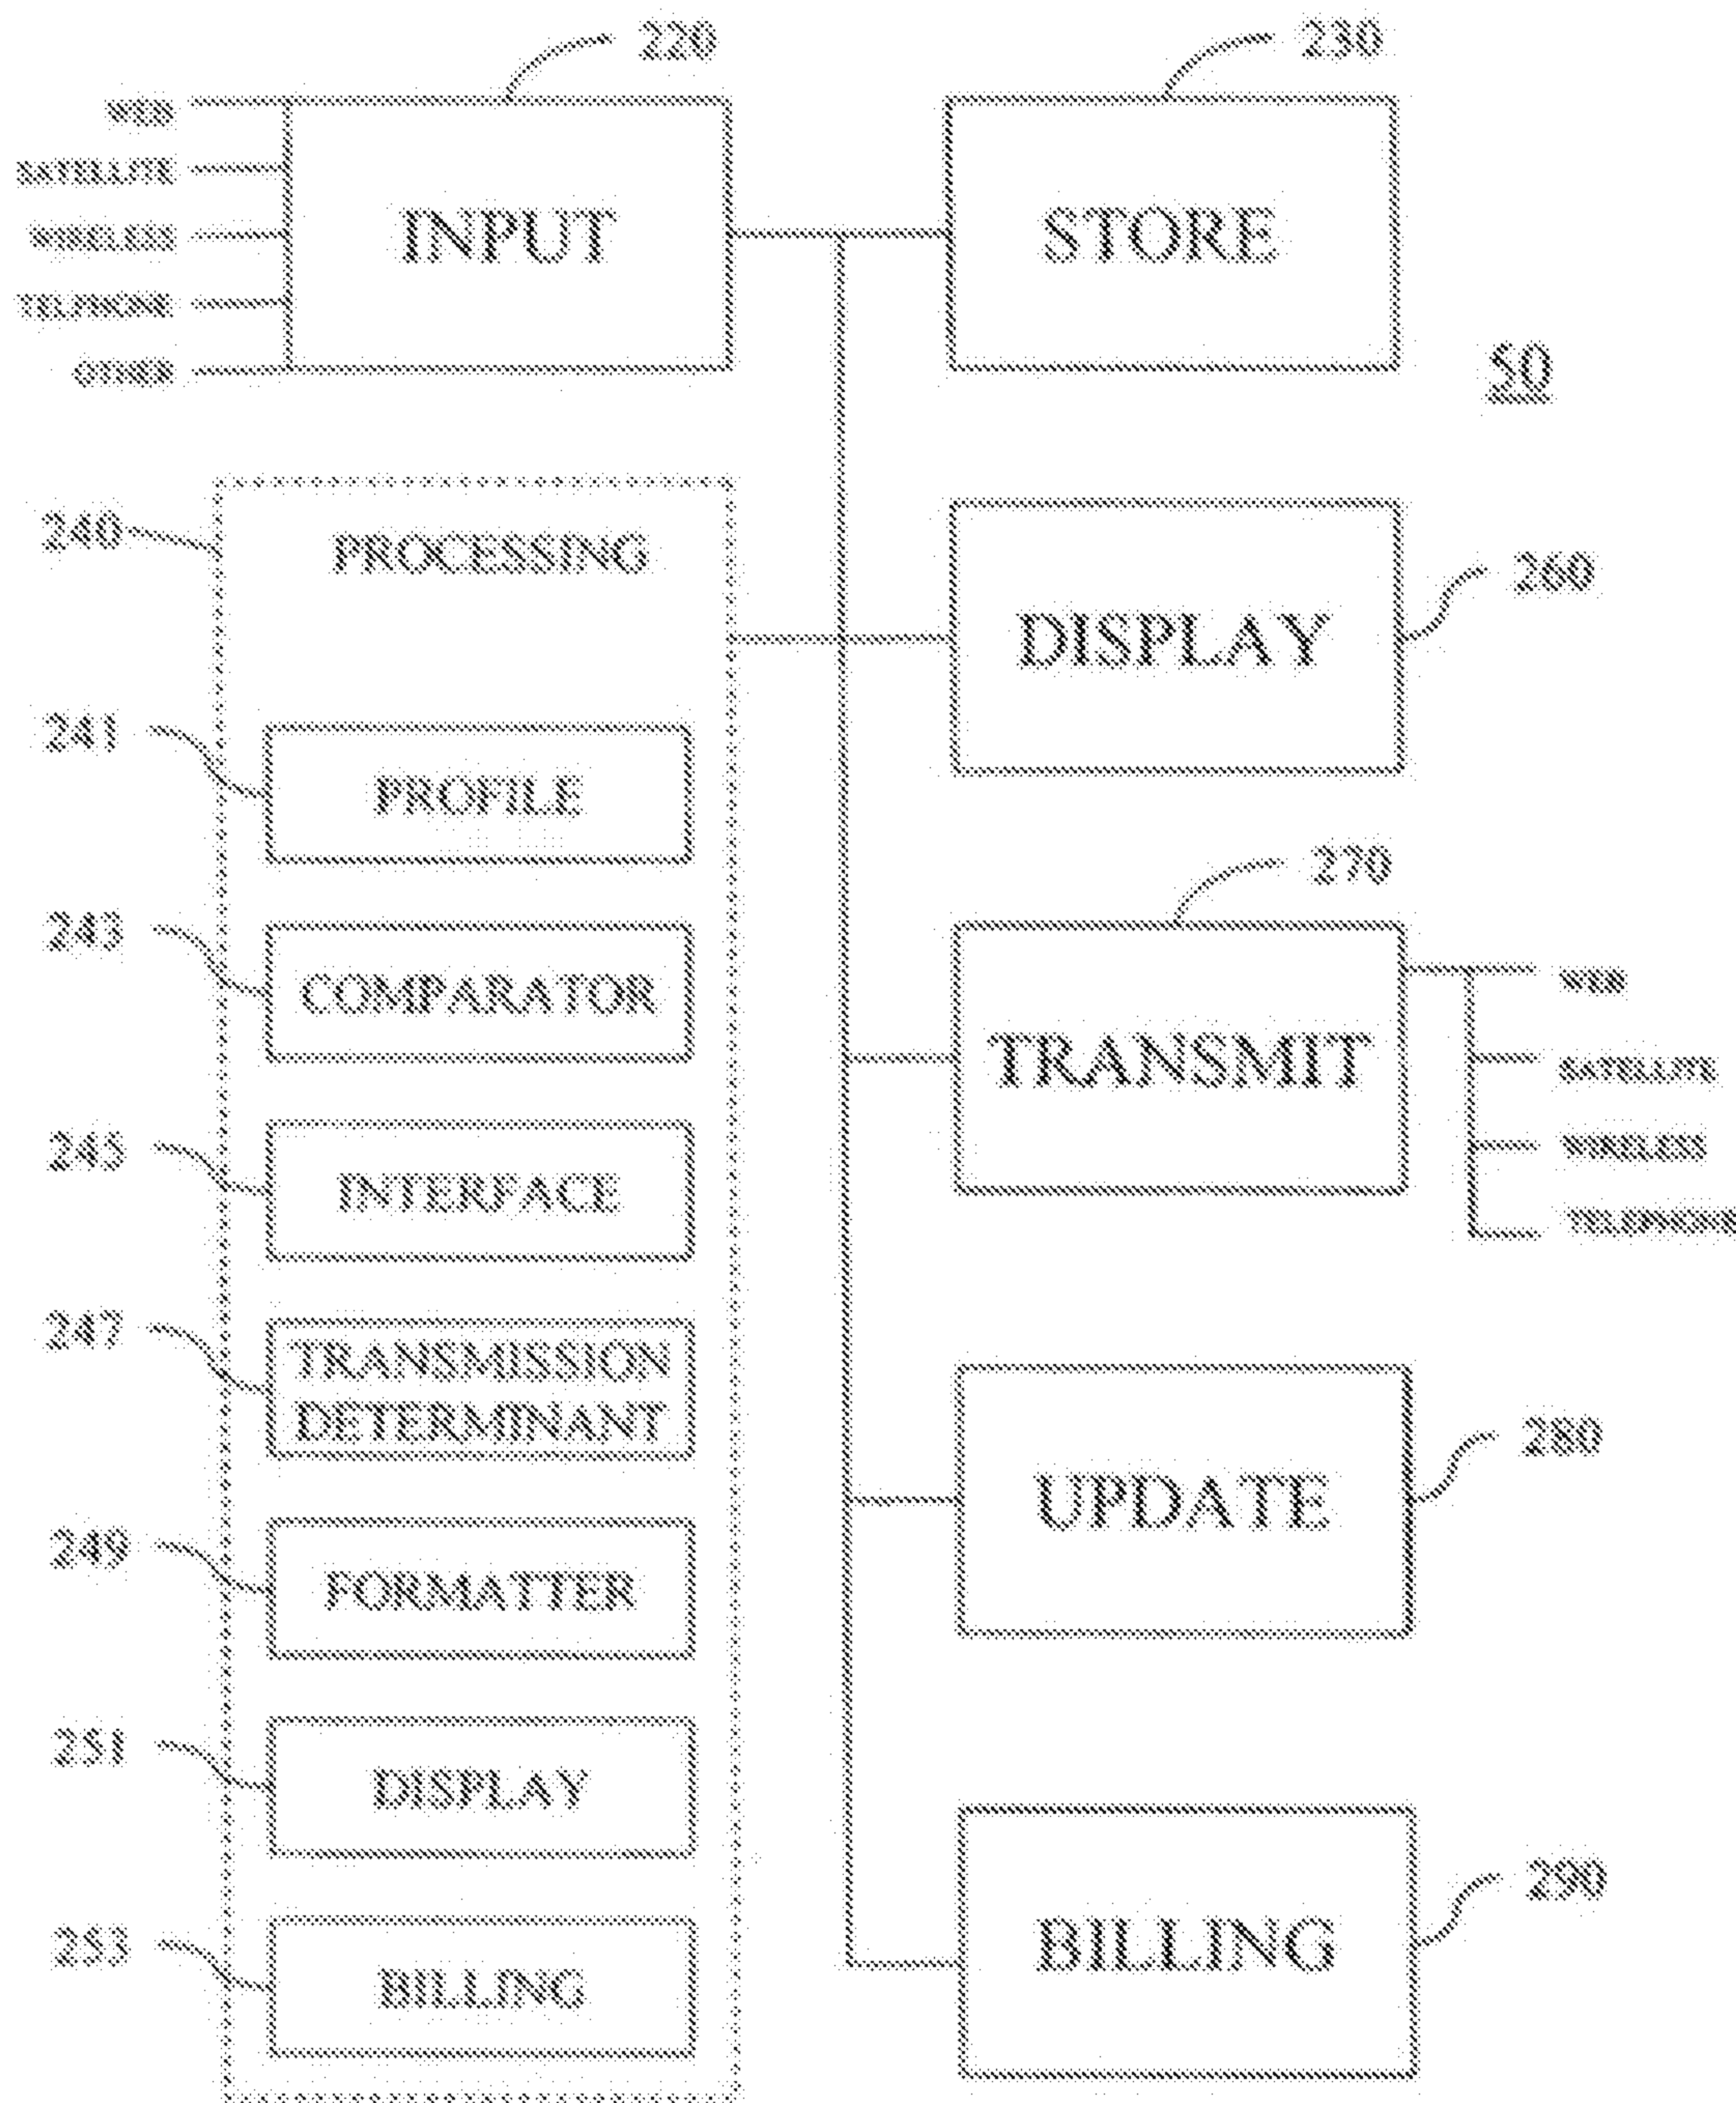 220
230
WEB
SATELLITE
WIRELESS
TELPHONE
OTHER
INPUT
STORE
50
240
PROCESSING
DISPLAY
260
241
PROFILE
270
243
COMPARATOR
TRANSMIT
WEB
SATELLITE
WIRELESS
TELEPHONE
245
INTERFACE
247
TRANSMISSION
DETERMINANT
UPDATE
280
249
FORMATTER
251
DISPLAY
BILLING
290
253
BILLING